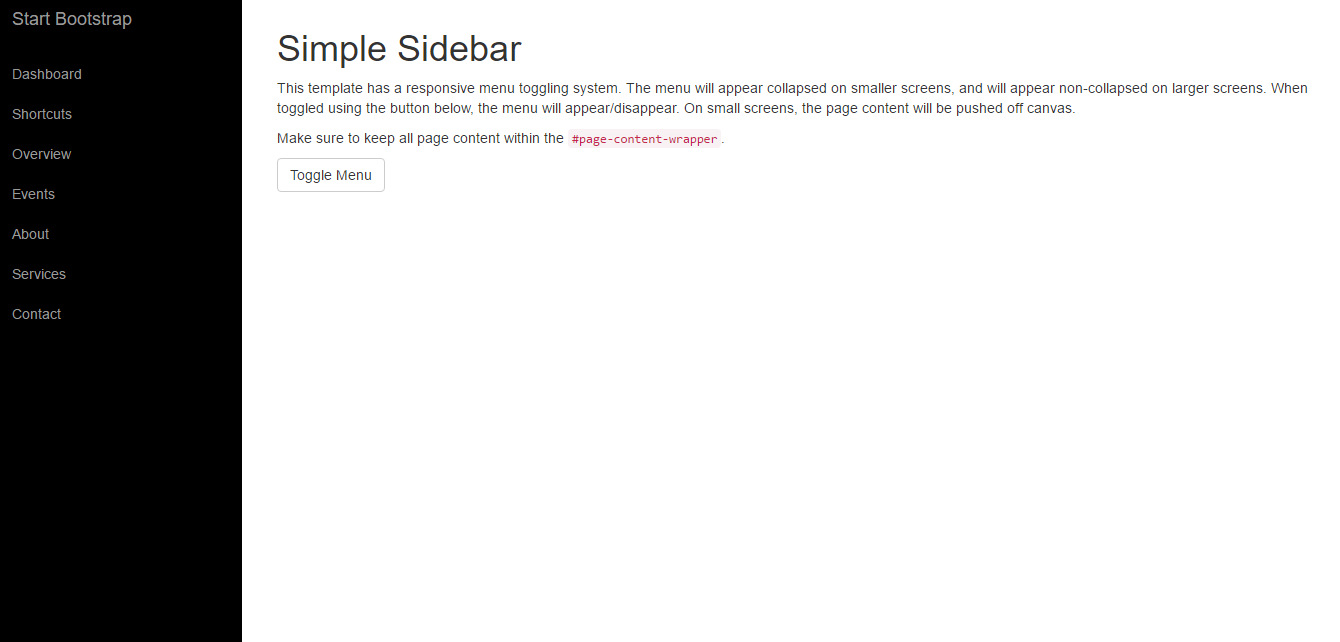 Start Bootstrap
Dashboard
Shortcuts
Overview
Events
About
Services
Contact
Simple Sidebar
This template has a responsive menu toggling system. The menu will appear collapsed on smaller screens, and will appear non-collapsed on larger screens. When
toggled using the button below, the menu will appear/disappear. On small screens, the page content will be pushed off canvas.
Make sure to keep all page content within the #page-content-wrapper.
Toggle Menu